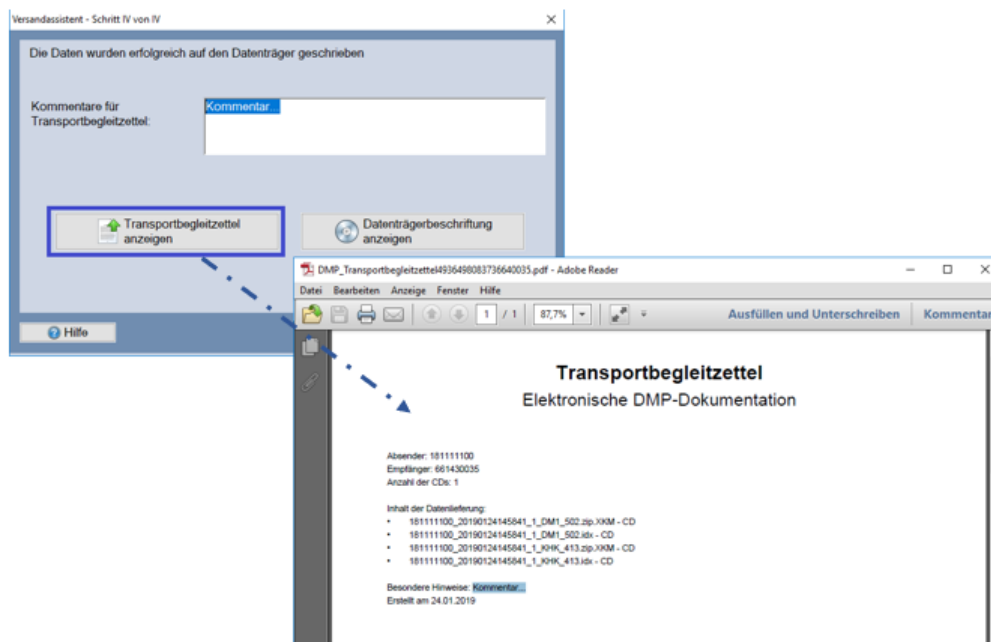 Versandassistent - Schritt IV von IV
Die Daten wurden erfolgreich auf den Datenträger geschrieben
Kommentare für
Transportbegleitzettel:
Kommentar...
Transportbegleitzettel
anzeigen
Datenträgerbeschriftung
anzeigen
Hilfe
DMP_Transportbegleitzettel4936498083736640035.pdf - Adobe Reader
Datei Bearbeiten Anzeige Fenster Hilfe
1 / 1 87,7% Ausfüllen und Unterschreiben Kommentar
Transportbegleitzettel
Elektronische DMP-Dokumentation
Absender: 181111100
Empfänger: 661430035
Anzahl der CDs: 1
Inhalt der Datenlieferung:
• 181111100_20190124145841_1_DM1_502.zip.XKM - CD
• 181111100_20190124145841_1_DM1_502.idx - CD
• 181111100_20190124145841_1_KHK_413.zip.XKM - CD
• 181111100_20190124145841_1_KHK_413.idx - CD
Besondere Hinweise: Kommentar...
Erstellt am 24.01.2019